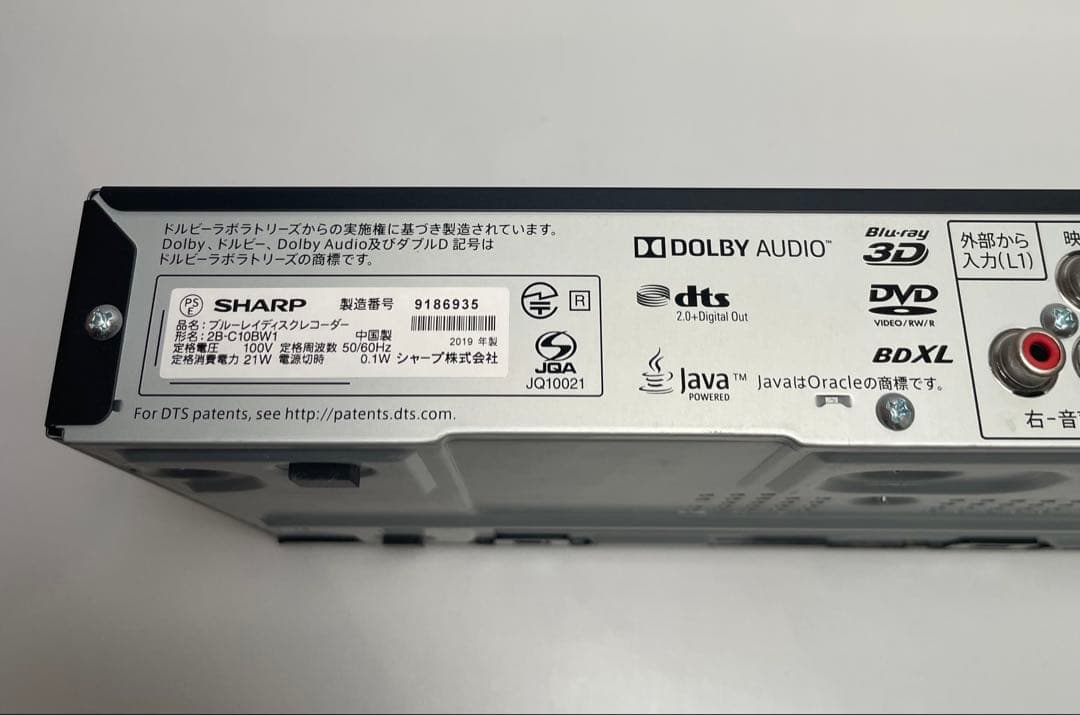 ドルビーラボラトリーズからの実施権に基づき製造されています。
Dolby、ドルビー、Dolby Audio及びダブルD 記号は
ドルビーラボラトリーズの商標です。
PS
E
SHARP 製造番号 9186935
品名：ブルーレイディスクレコーダー
形名：2B-C10BW1 中国製 2019 年製
定格電圧 100V 定格周波数 50/60Hz
定格消費電力 21W 電源切時 0.1W シャープ株式会社
R
JQA
JQ10021
For DTS patents, see http://patents.dts.com.
DOLBY AUDIO™
dts
2.0+Digital Out
Java™
POWERED
JavaはOracleの商標です。
Blu-ray
3D
DVD
VIDEO/RW/R
BDXL
外部から
入力(L1)
映
右-音